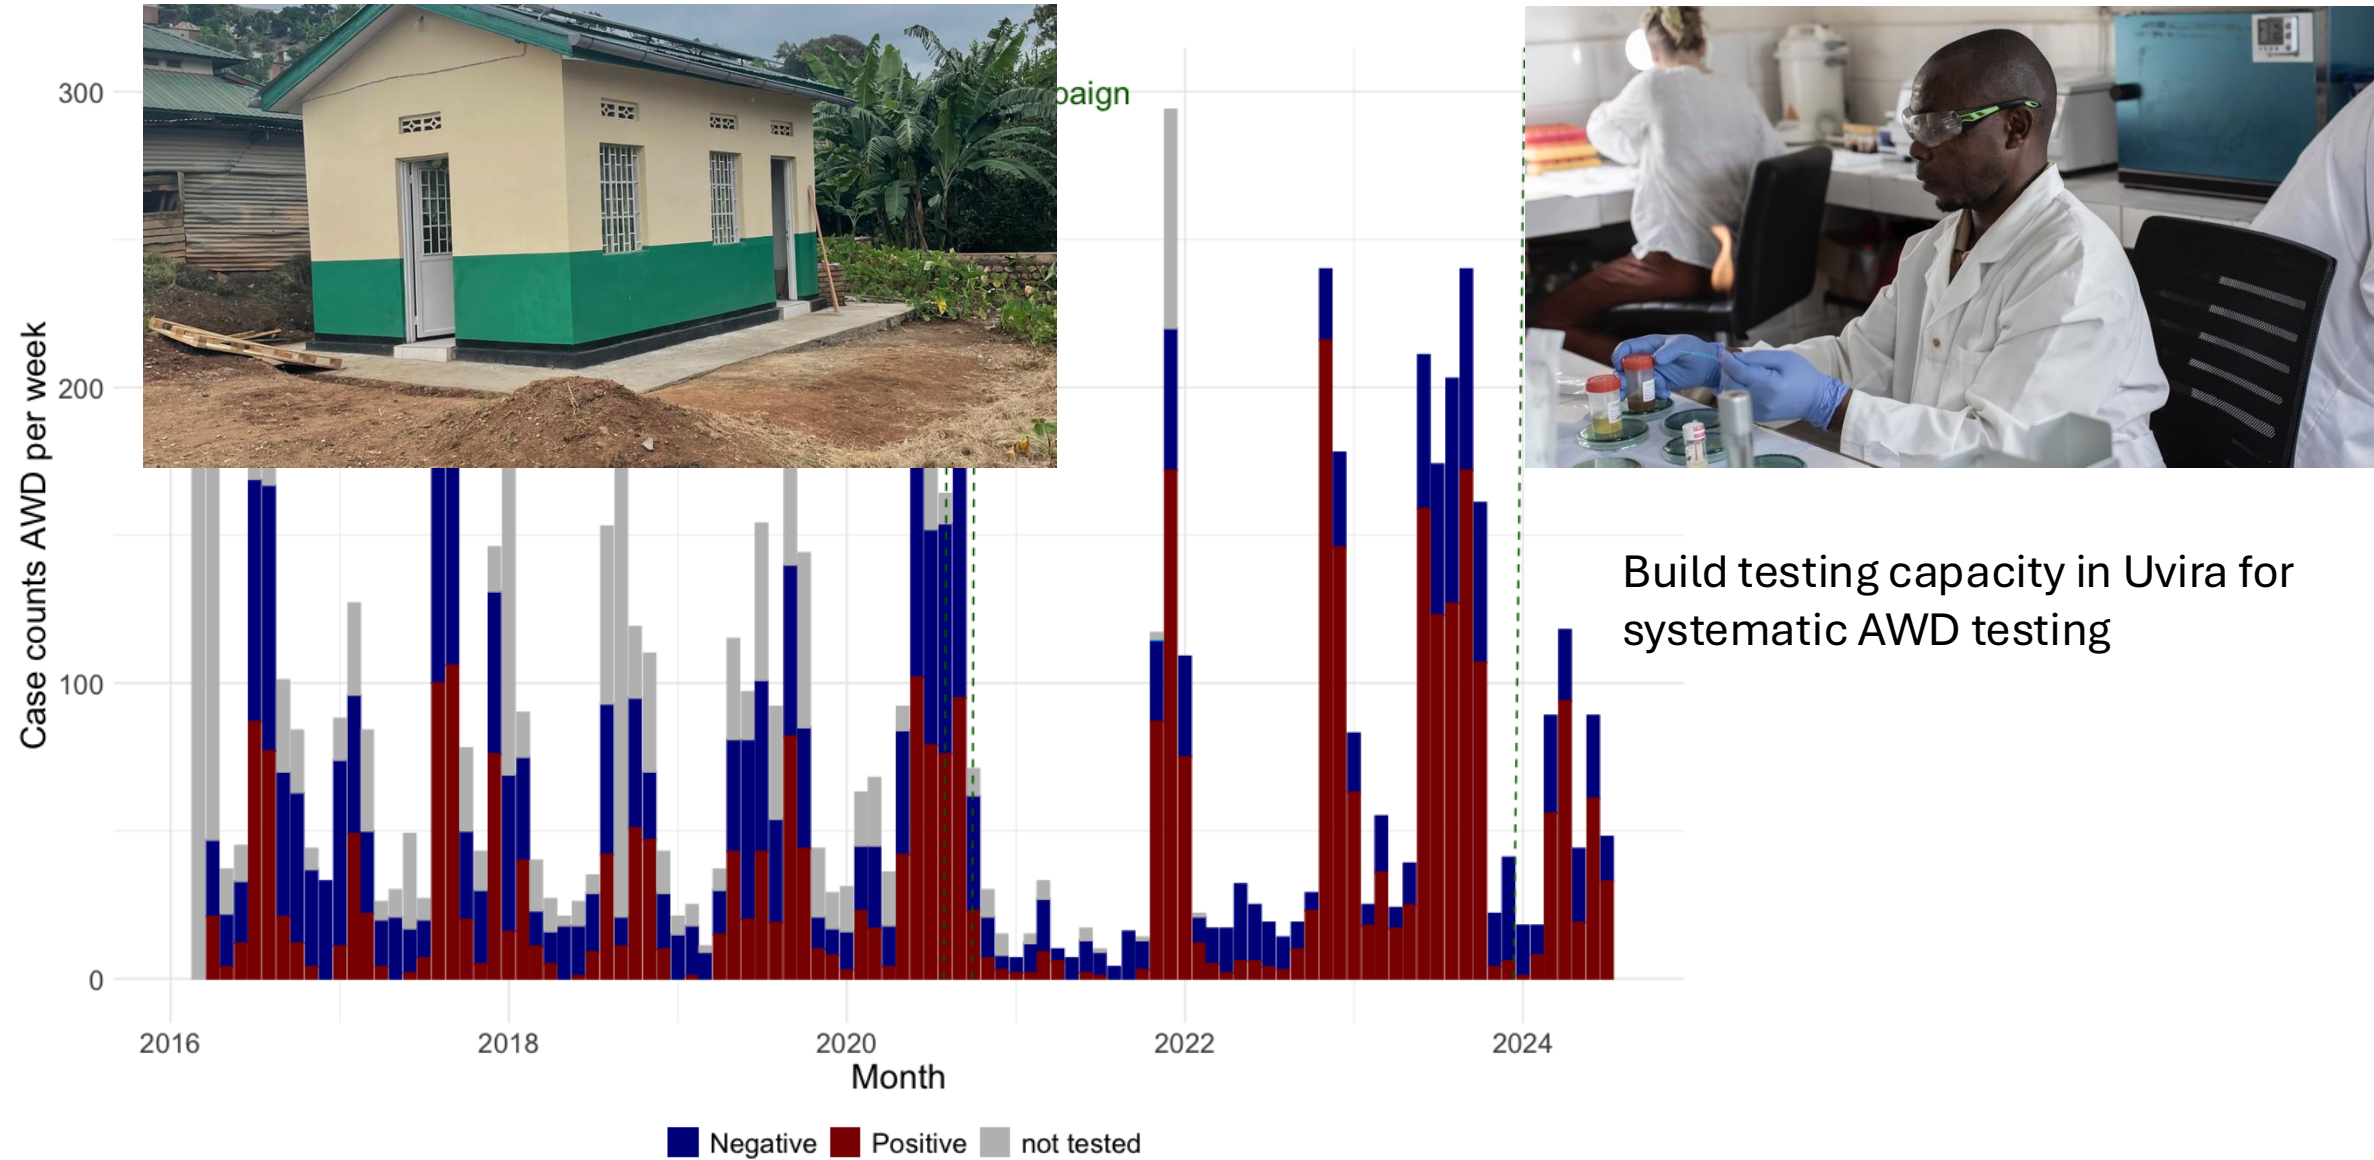 300
200
100
0
Case counts AWD per week
paign
2016
2018
2020
2022
2024
Month
Negative
Positive
not tested
Build testing capacity in Uvira for
systematic AWD testing